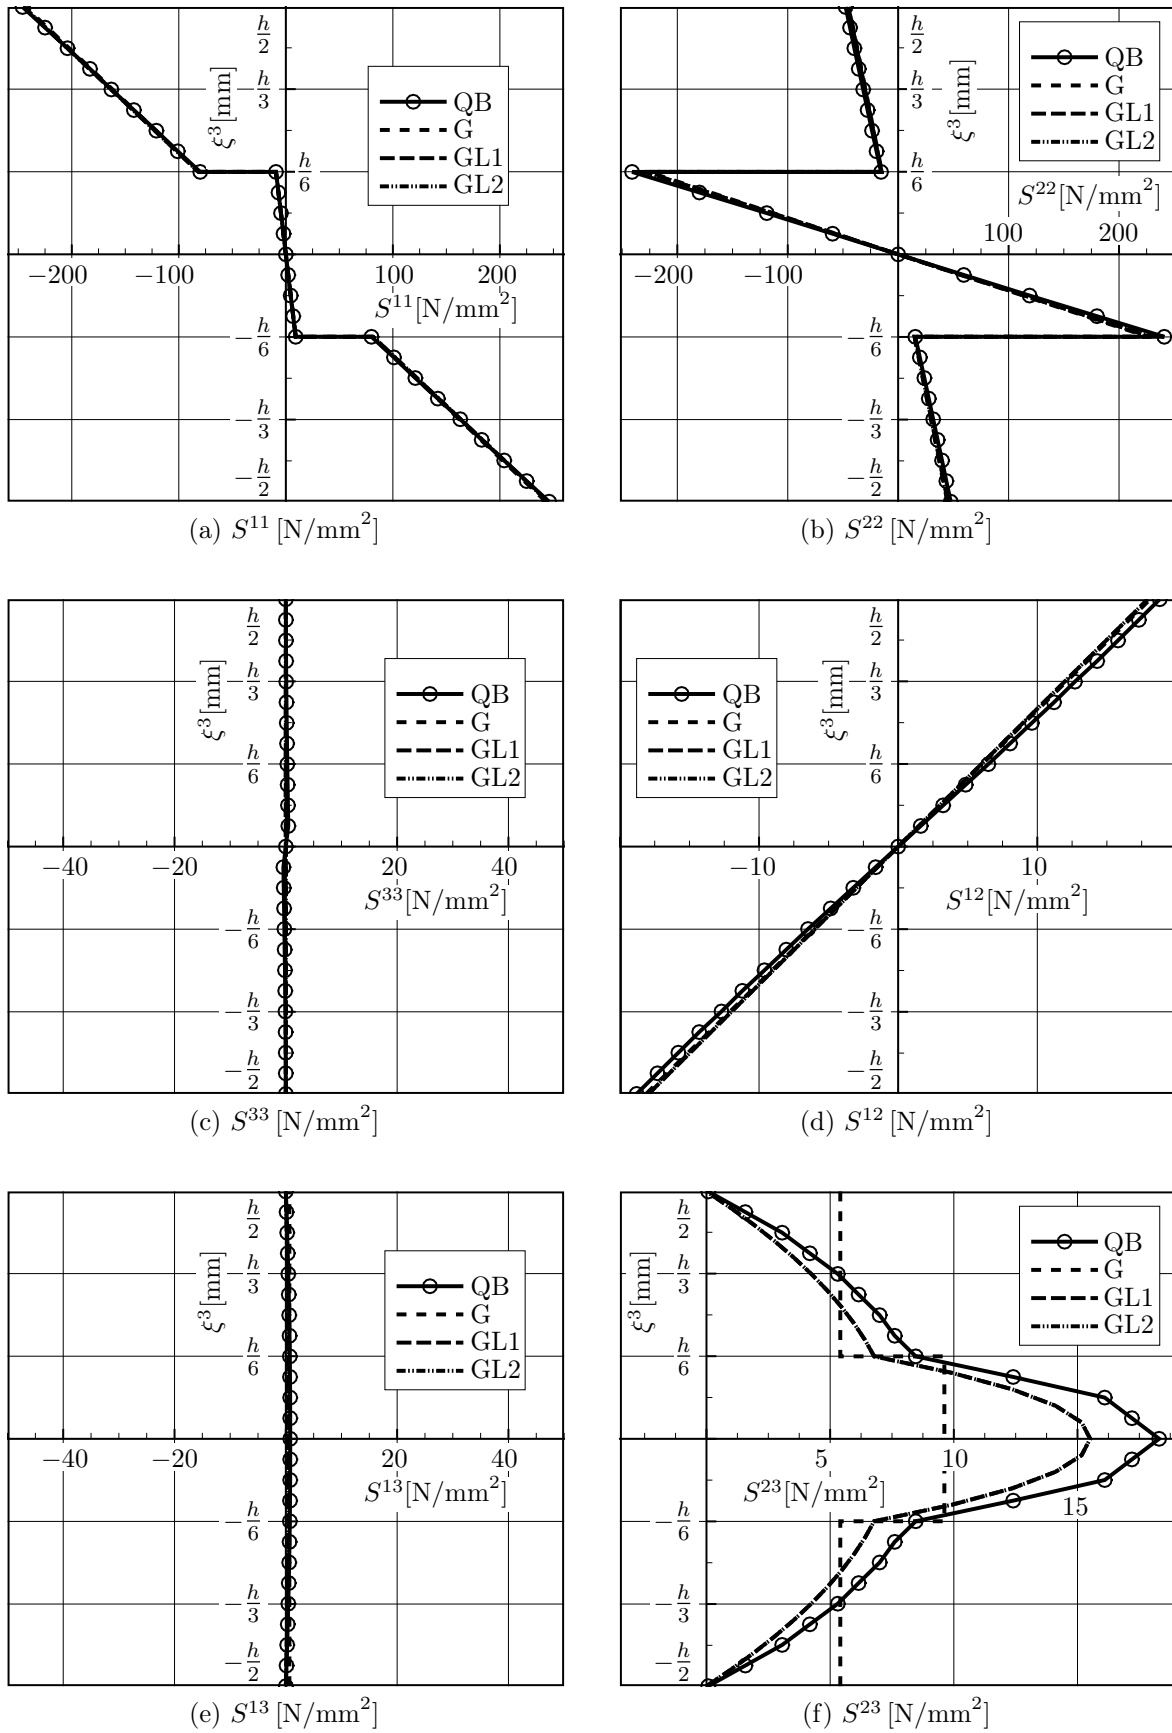 h/2
ξ³[mm]
h/3
QB
G
h/6
GL1
GL2
−200
−100
100
200
S¹¹[N/mm²]
−h/6
−h/3
−h/2
(a) S¹¹ [N/mm²]
h/2
QB
ξ³[mm]
h/3
G
GL1
GL2
h/6
S²²[N/mm²]
−200
−100
100
200
−h/6
−h/3
−h/2
(b) S²² [N/mm²]
h/2
ξ³[mm]
h/3
QB
G
GL1
h/6
GL2
−40
−20
20
40
S³³[N/mm²]
−h/6
−h/3
−h/2
(c) S³³ [N/mm²]
h/2
ξ³[mm]
h/3
QB
G
GL1
h/6
GL2
−10
10
S¹²[N/mm²]
−h/6
−h/3
−h/2
(d) S¹² [N/mm²]
h/2
ξ³[mm]
h/3
QB
G
GL1
h/6
GL2
−40
−20
20
40
S¹³[N/mm²]
−h/6
−h/3
−h/2
(e) S¹³ [N/mm²]
h/2
QB
ξ³[mm]
h/3
G
GL1
GL2
h/6
5
10
S²³[N/mm²]
15
−h/6
−h/3
−h/2
(f) S²³ [N/mm²]